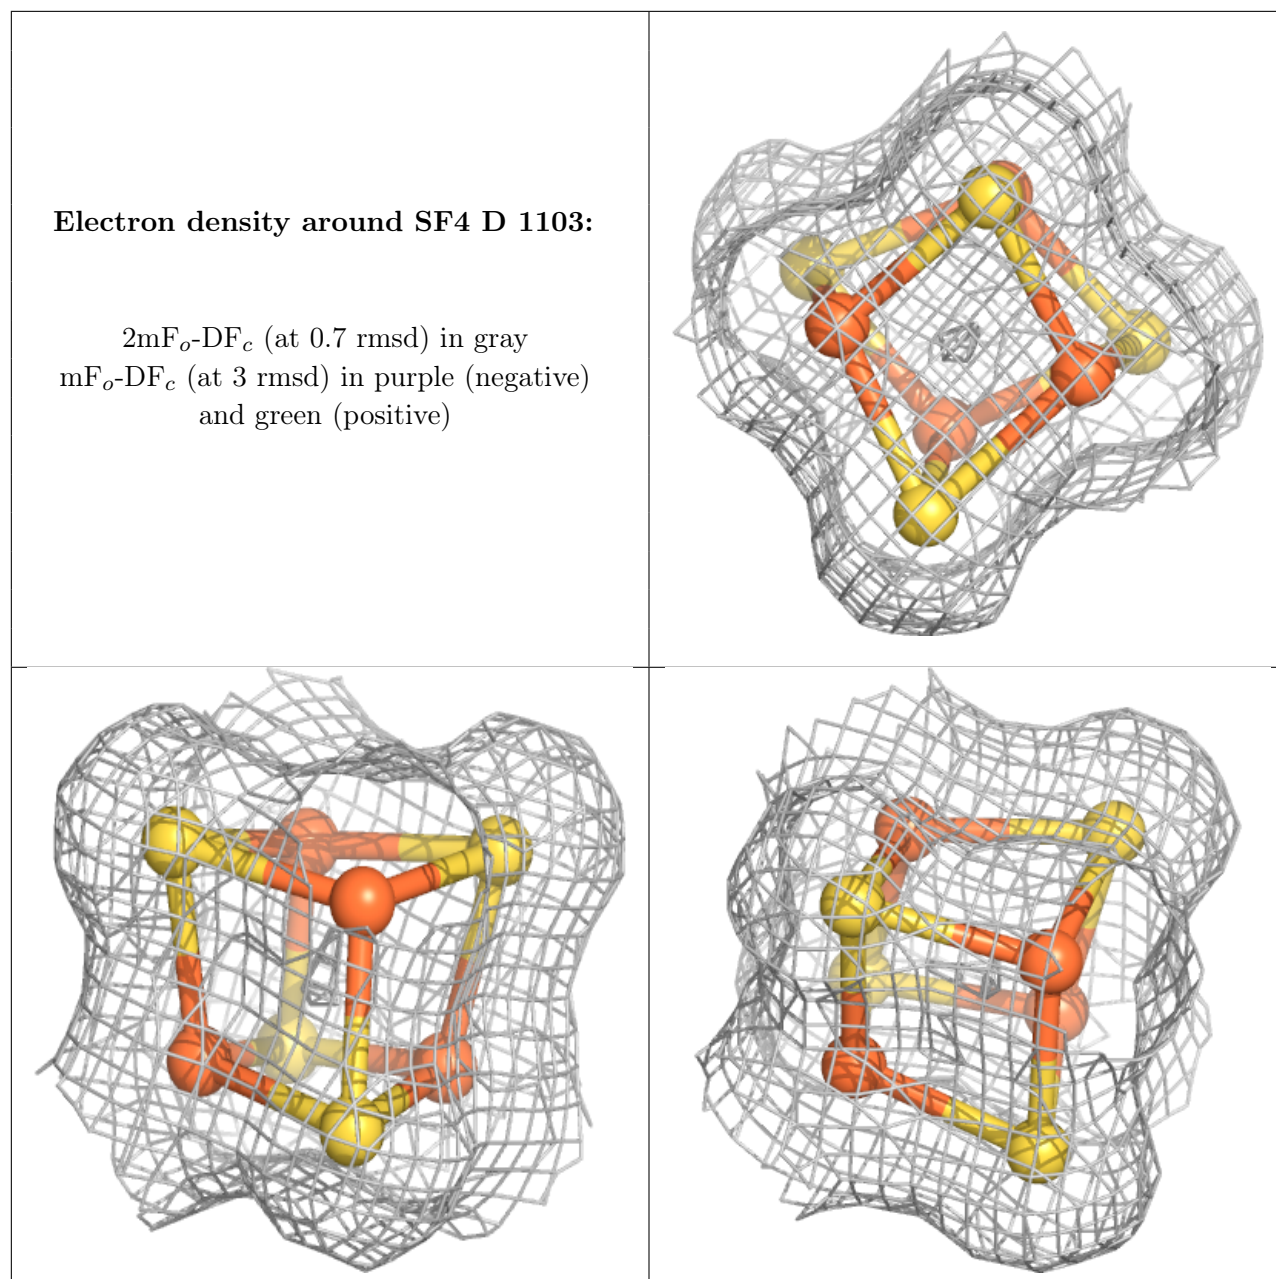 Electron density around SF4 D 1103:
2mFo-DFc (at 0.7 rmsd) in gray
mFo-DFc (at 3 rmsd) in purple (negative)
and green (positive)